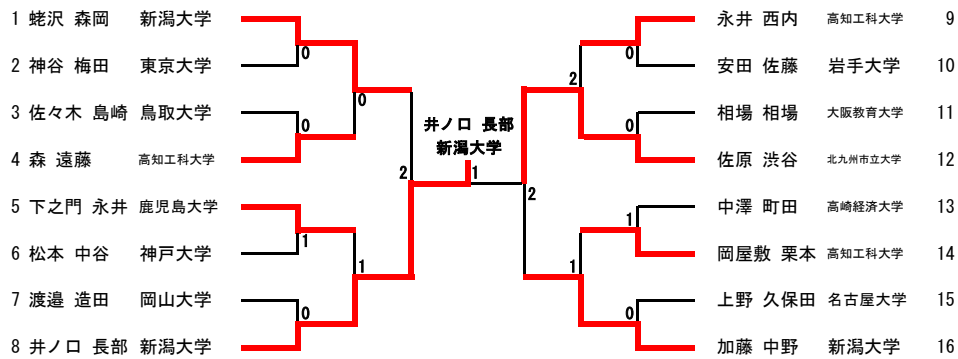 1 蛯沢 森岡 新潟大学
0
2 神谷 梅田 東京大学
0
3 佐々木 島崎 鳥取大学
0
4 森 遠藤 高知工科大学
2
5 下之門 永井 鹿児島大学
1
6 松本 中谷 神戸大学
1
7 渡邉 造田 岡山大学
0
8 井ノ口 長部 新潟大学
井ノ口 長部
新潟大学
1
永井 西内 高知工科大学 9
0
安田 佐藤 岩手大学 10
2
相場 相場 大阪教育大学 11
0
佐原 渋谷 北九州市立大学 12
2
中澤 町田 高崎経済大学 13
1
岡屋敷 栗本 高知工科大学 14
1
上野 久保田 名古屋大学 15
0
加藤 中野 新潟大学 16